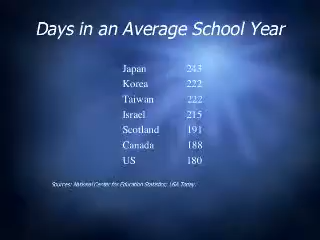 Days in an Average School Year
Japan 243
Korea 222
Taiwan 222
Israel 215
Scotland 191
Canada 188
US 180
Sources: National Center for Education Statistics; USA Today.